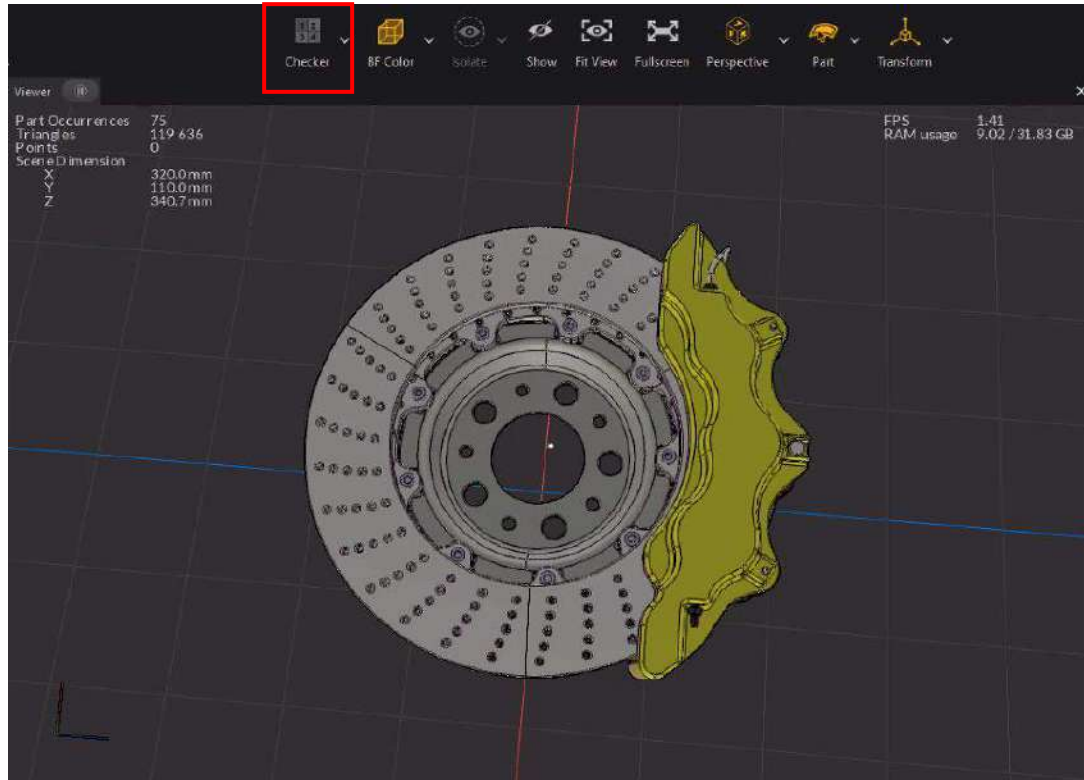 Checker BF Color Isolate Show Fit View Fullscreen Perspective Part Transform
Viewer
Part Occurrences 75
Triangles 119 636
Points 0
Scene Dimension
X 320.0 mm
Y 110.0 mm
Z 340.7 mm
FPS 1.41
RAM usage 9.02 / 31.83 GB